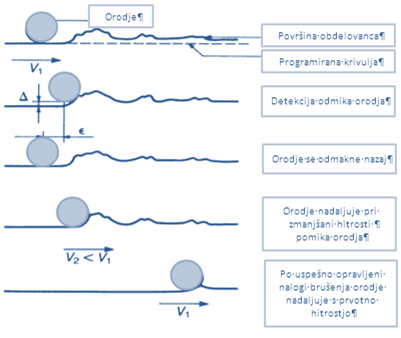 Orodje¶
Površina·obdelovanca¶
Programirana·krivulja¶
V₁
Detekcija·odmika·orodja¶
Δ
ε
Orodje·se·odmakne·nazaj¶
Orodje·nadaljuje·pri·
zmanjšani·hitrosti·¶
pomika·orodja¶
V₂ < V₁
Po·uspešno·opravljeni·
nalogi·brušenja·orodje·
nadaljuje·s·prvotno·
hitrostjo¶
V₁